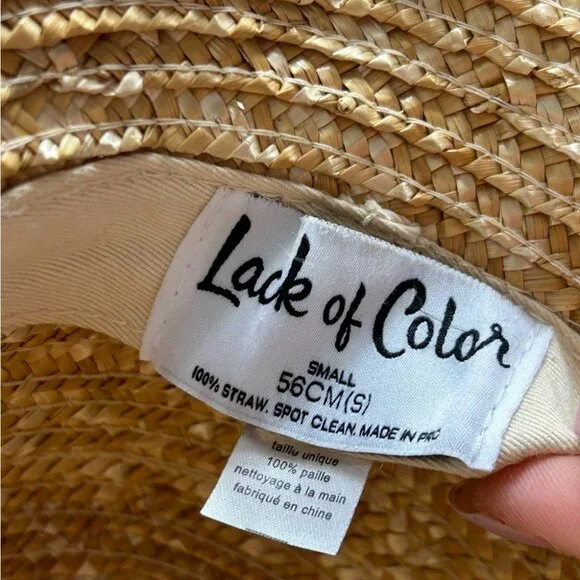 Lack of Color
SMALL
56CM(S)
100% STRAW. SPOT CLEAN. MADE IN PRC
taille unique
100% paille
nettoyage à la main
fabriqué en chine